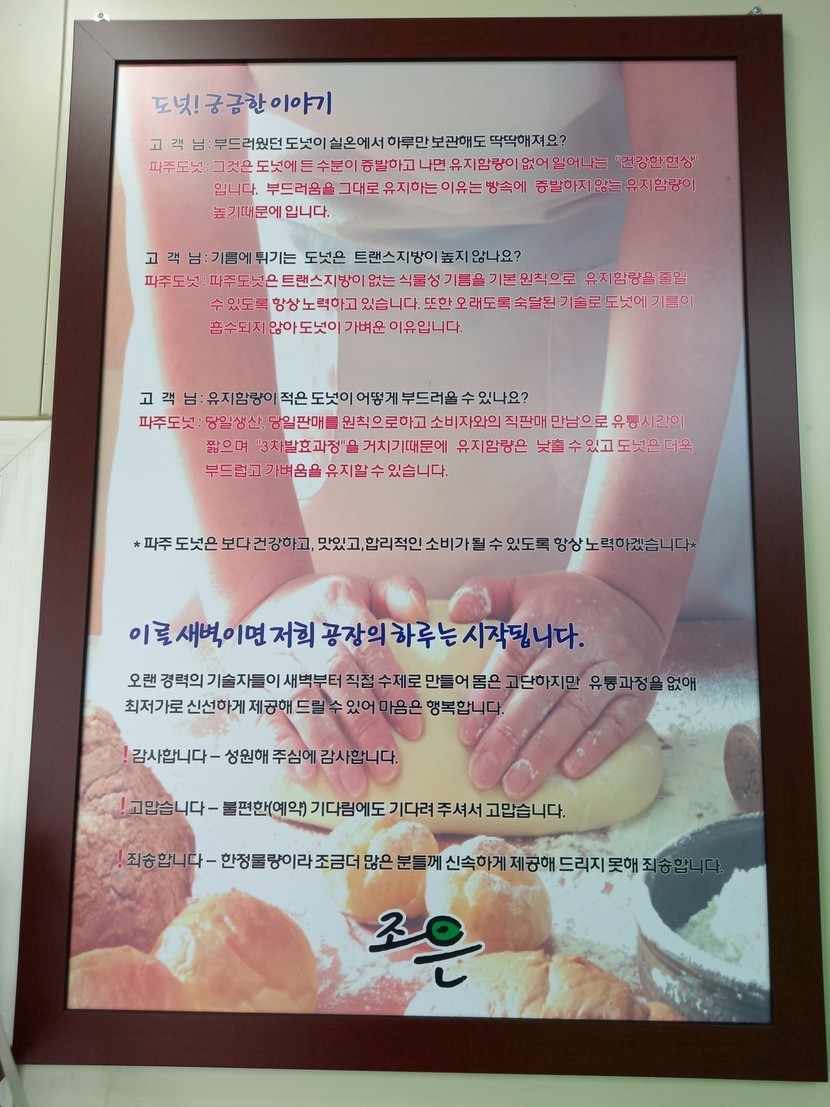 도넛! 궁금한 이야기
고 객 님 : 부드러웠던 도넛이 실온에서 하루만 보관해도 딱딱해져요?
파주도넛 : 그것은 도넛에 든 수분이 증발하고 나면 유지함량이 없어 일어나는 "건강한 현상"
입니다. 부드러움을 그대로 유지하는 이유는 빵속에 증발하지 않는 유지함량이
높기때문에 입니다.
고 객 님 : 기름에 튀기는 도넛은 트랜스지방이 높지 않나요?
파주도넛 : 파주도넛은 트랜스지방이 없는 식물성 기름을 기본 원칙으로 유지함량을 줄일
수 있도록 항상 노력하고 있습니다. 또한 오래도록 숙달된 기술로 도넛에 기름이
흡수되지 않아 도넛이 가벼운 이유입니다.
고 객 님 : 유지함량이 적은 도넛이 어떻게 부드러울 수 있나요?
파주도넛 : 당일생산, 당일판매를 원칙으로하고 소비자와의 직판매 만남으로 유통시간이
짧으며 "3차발효과정"을 거치기때문에 유지함량은 낮출 수 있고 도넛은 더욱
부드럽고 가벼움을 유지할 수 있습니다.
* 파주 도넛은 보다 건강하고, 맛있고, 합리적인 소비가 될 수 있도록 항상 노력하겠습니다*
이른 새벽이면 저희 공장의 하루는 시작됩니다.
오랜 경력의 기술자들이 새벽부터 직접 수제로 만들어 몸은 고단하지만 유통과정을 없애
최저가로 신선하게 제공해 드릴 수 있어 마음은 행복합니다.
! 감사합니다 – 성원해 주심에 감사합니다.
! 고맙습니다 – 불편한(예약) 기다림에도 기다려 주셔서 고맙습니다.
! 죄송합니다 – 한정물량이라 조금더 많은 분들께 신속하게 제공해 드리지 못해 죄송합니다.
조은